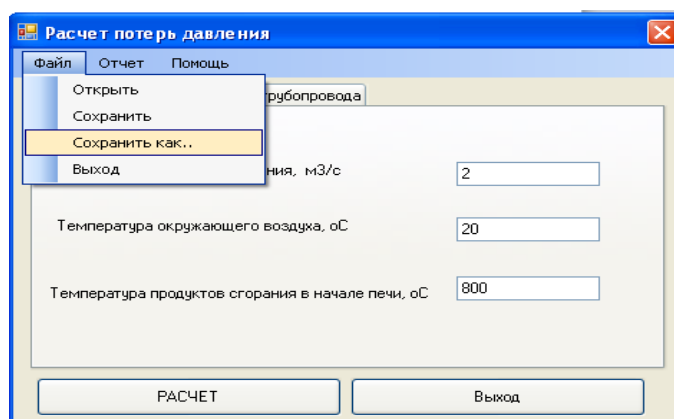 Расчет потерь давления
Файл Отчет Помощь
Открыть
Сохранить
Сохранить как..
Выход
трубопровода
ния, м3/с
2
Температура окружающего воздуха, оС
20
Температура продуктов сгорания в начале печи, оС
800
РАСЧЕТ
Выход